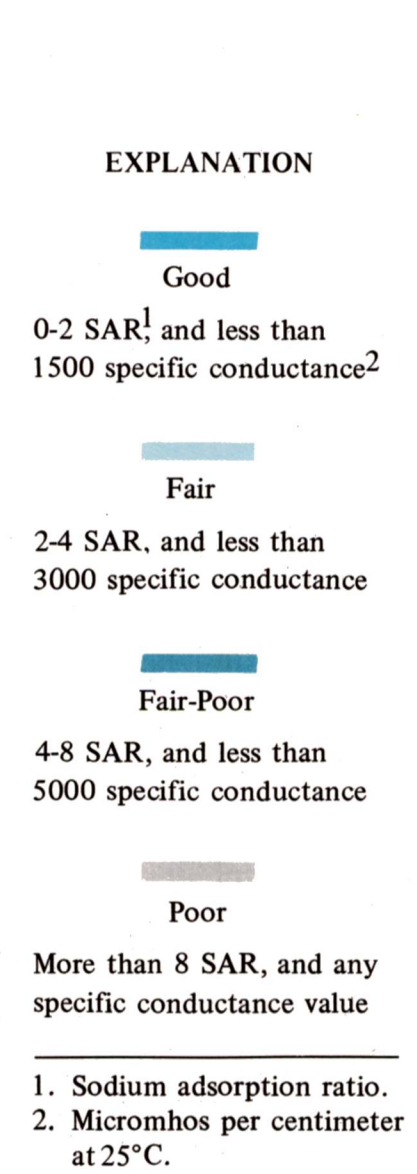 EXPLANATION
Good
0-2 SAR¹, and less than
1500 specific conductance²
Fair
2-4 SAR, and less than
3000 specific conductance
Fair-Poor
4-8 SAR, and less than
5000 specific conductance
Poor
More than 8 SAR, and any
specific conductance value
1. Sodium adsorption ratio.
2. Micromhos per centimeter
at 25°C.